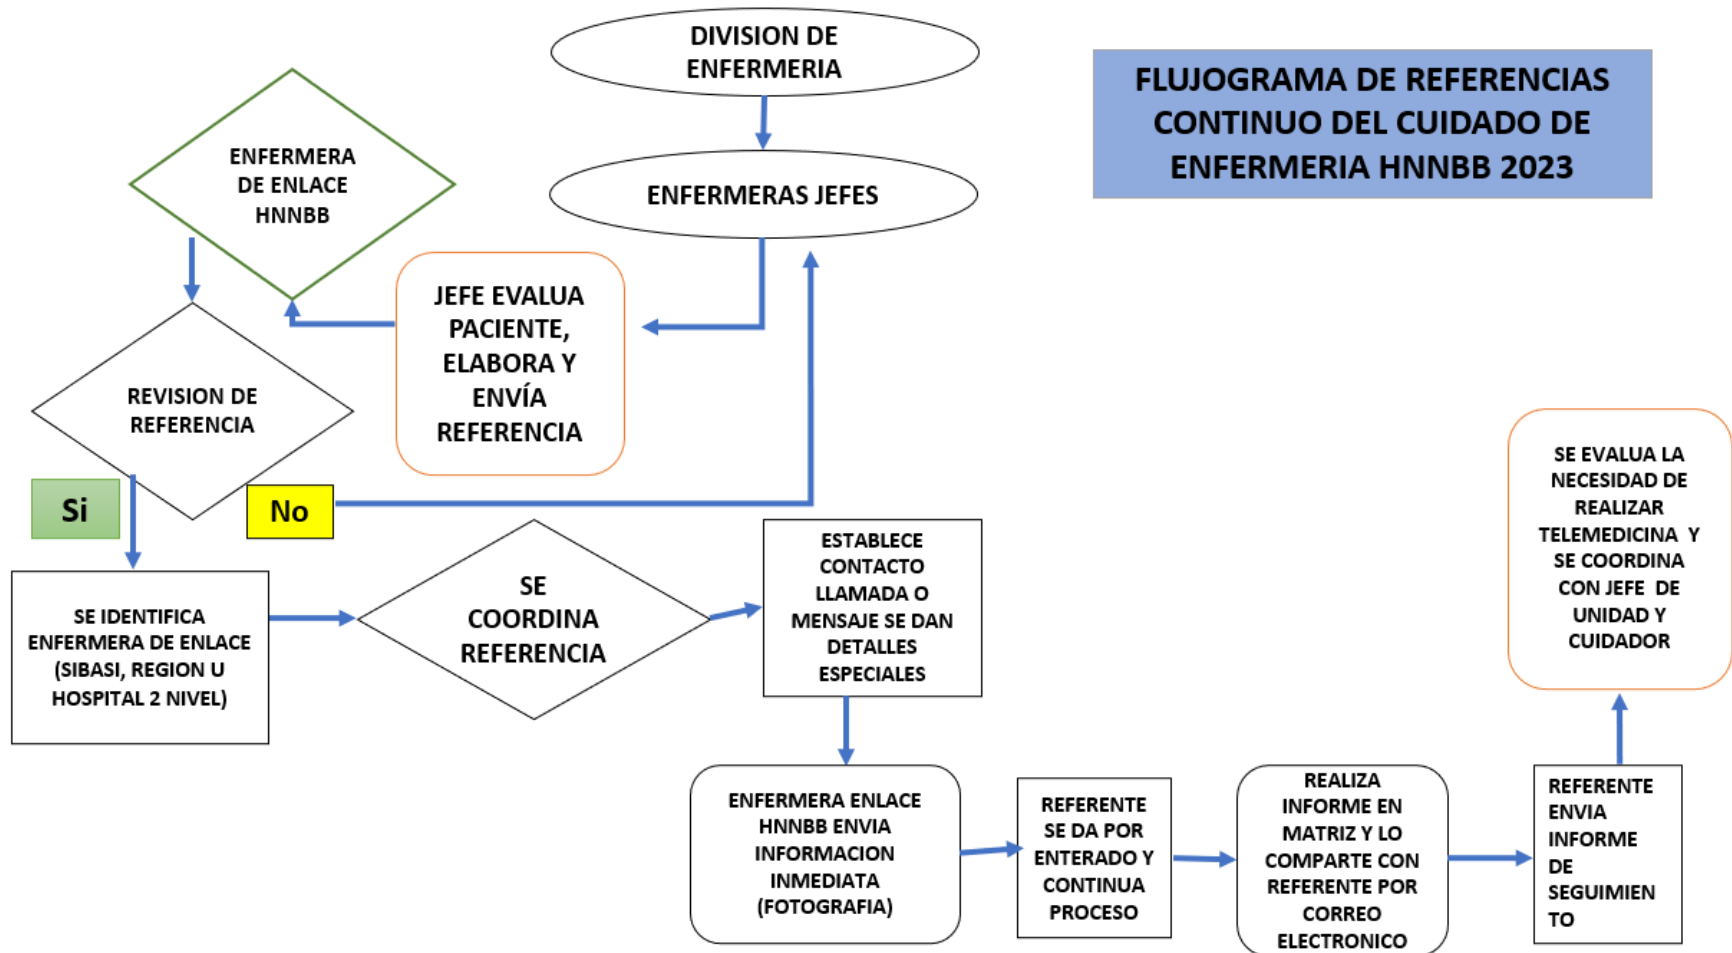 DIVISION DE
ENFERMERIA
FLUJOGRAMA DE REFERENCIAS
CONTINUO DEL CUIDADO DE
ENFERMERIA HNNBB 2023
ENFERMERAS JEFES
JEFE EVALUA
PACIENTE,
ELABORA Y
ENVÍA
REFERENCIA
ENFERMERA
DE ENLACE
HNNBB
REVISION DE
REFERENCIA
Si
No
SE IDENTIFICA
ENFERMERA DE ENLACE
(SIBASI, REGION U
HOSPITAL 2 NIVEL)
SE
COORDINA
REFERENCIA
ESTABLECE
CONTACTO
LLAMADA O
MENSAJE SE DAN
DETALLES
ESPECIALES
ENFERMERA ENLACE
HNNBB ENVIA
INFORMACION
INMEDIATA
(FOTOGRAFIA)
REFERENTE
SE DA POR
ENTERADO Y
CONTINUA
PROCESO
REALIZA
INFORME EN
MATRIZ Y LO
COMPARTE CON
REFERENTE POR
CORREO
ELECTRONICO
REFERENTE
ENVIA
INFORME
DE
SEGUIMIEN
TO
SE EVALUA LA
NECESIDAD DE
REALIZAR
TELEMEDICINA Y
SE COORDINA
CON JEFE DE
UNIDAD Y
CUIDADOR